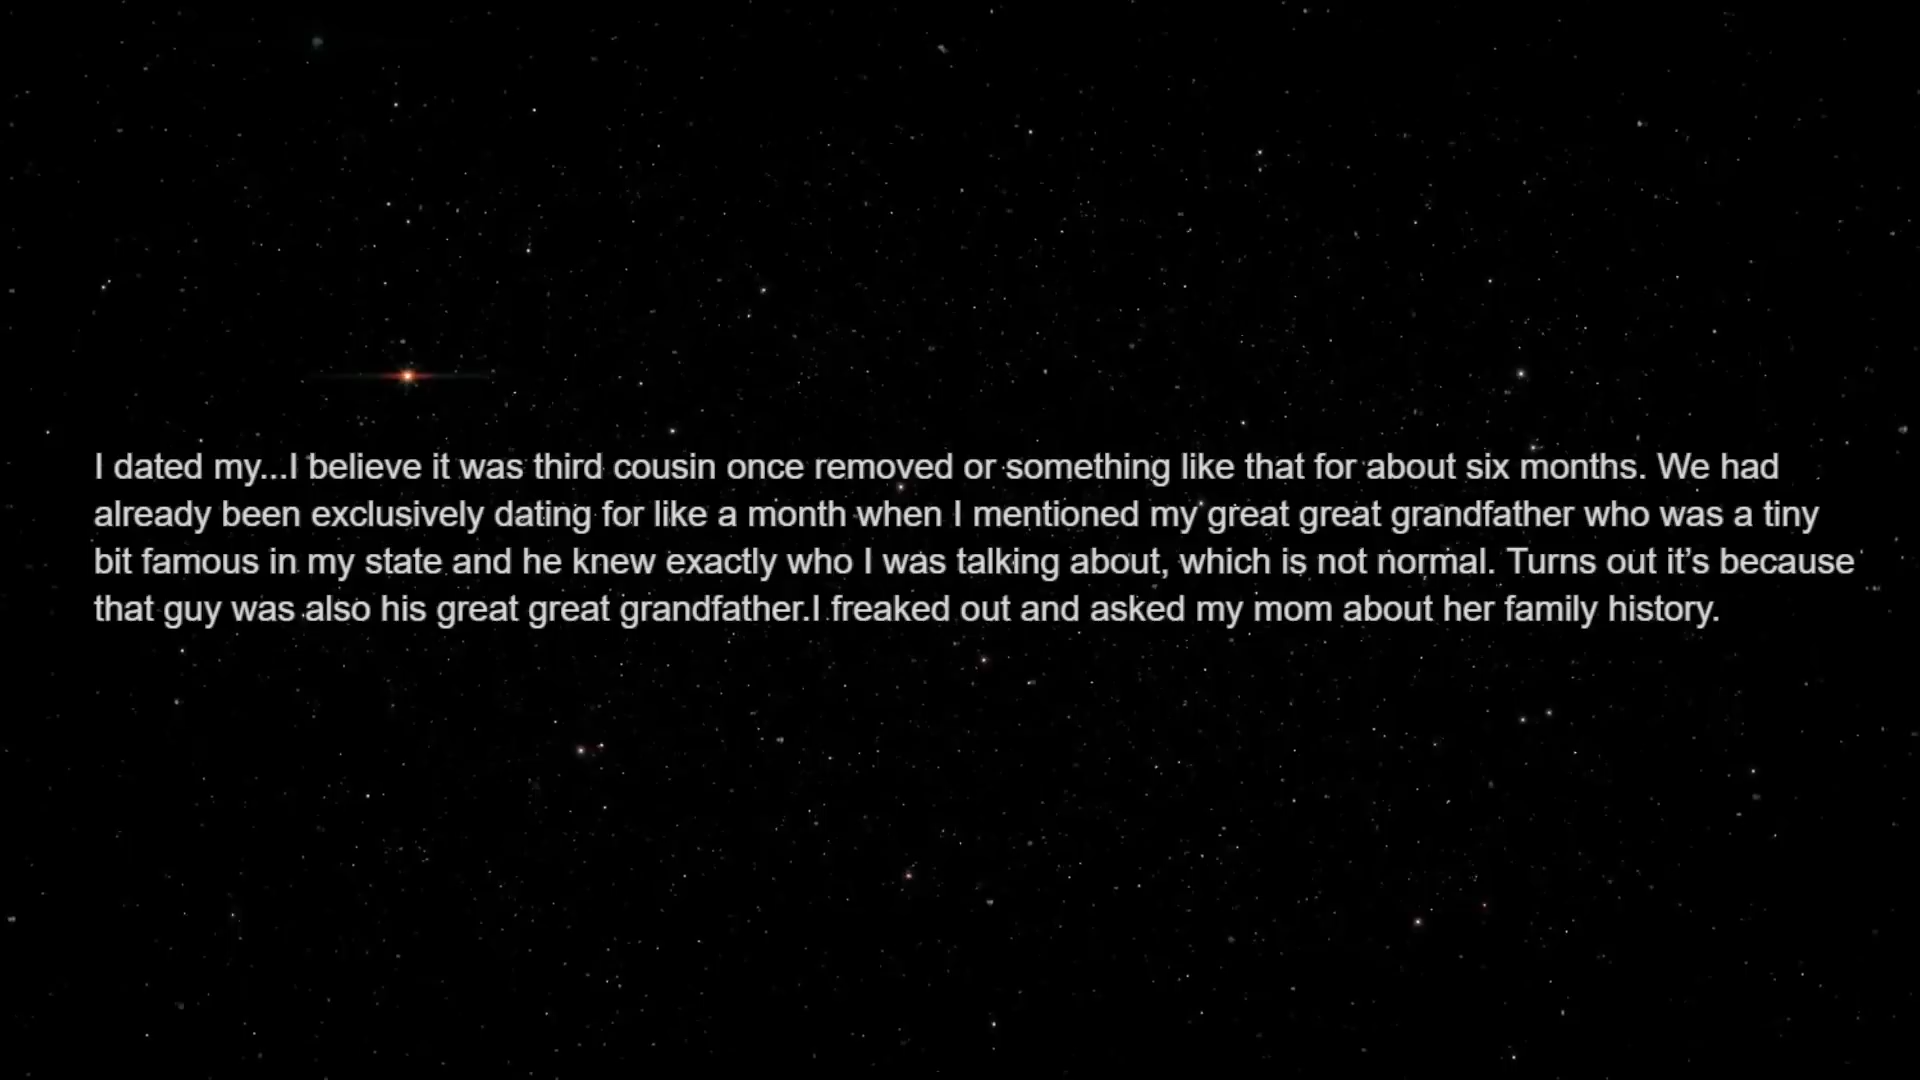 I dated my...I believe it was third cousin once removed or something like that for about six months. We had
already been exclusively dating for like a month when I mentioned my great great grandfather who was a tiny
bit famous in my state and he knew exactly who I was talking about, which is not normal. Turns out it’s because
that guy was also his great great grandfather.I freaked out and asked my mom about her family history.